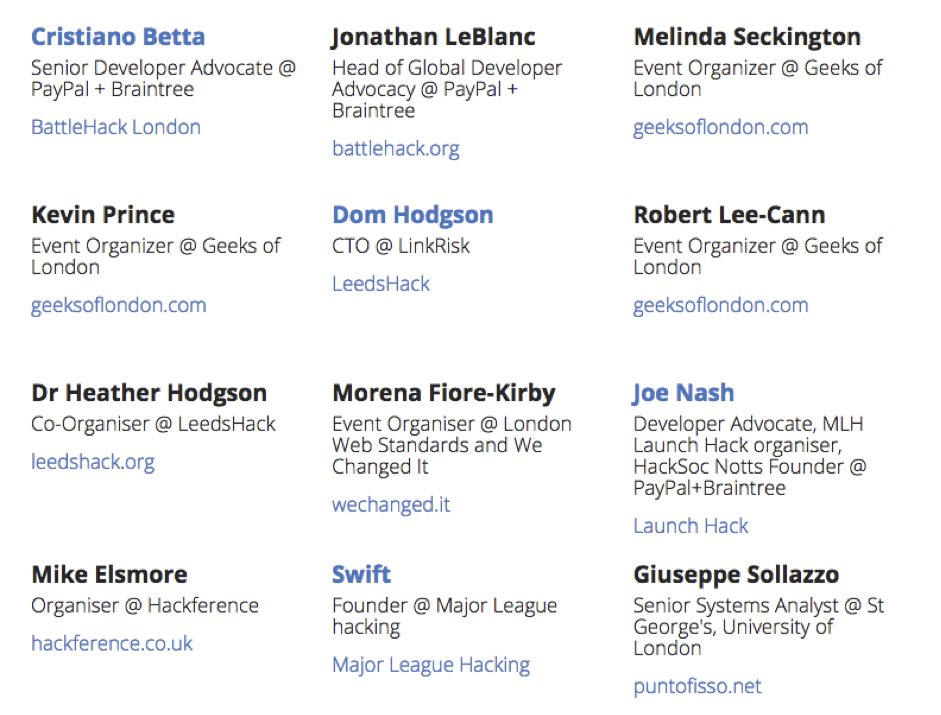 Cristiano Betta
Senior Developer Advocate @
PayPal + Braintree
BattleHack London
Jonathan LeBlanc
Head of Global Developer
Advocacy @ PayPal +
Braintree
battlehack.org
Melinda Seckington
Event Organizer @ Geeks of
London
geeksoflondon.com
Kevin Prince
Event Organizer @ Geeks of
London
geeksoflondon.com
Dom Hodgson
CTO @ LinkRisk
LeedsHack
Robert Lee-Cann
Event Organizer @ Geeks of
London
geeksoflondon.com
Dr Heather Hodgson
Co-Organiser @ LeedsHack
leedshack.org
Morena Fiore-Kirby
Event Organiser @ London
Web Standards and We
Changed It
wechanged.it
Joe Nash
Developer Advocate, MLH
Launch Hack organiser,
HackSoc Notts Founder @
PayPal+Braintree
Launch Hack
Mike Elsmore
Organiser @ Hackference
hackference.co.uk
Swift
Founder @ Major League
hacking
Major League Hacking
Giuseppe Sollazzo
Senior Systems Analyst @ St
George's, University of
London
puntofisso.net